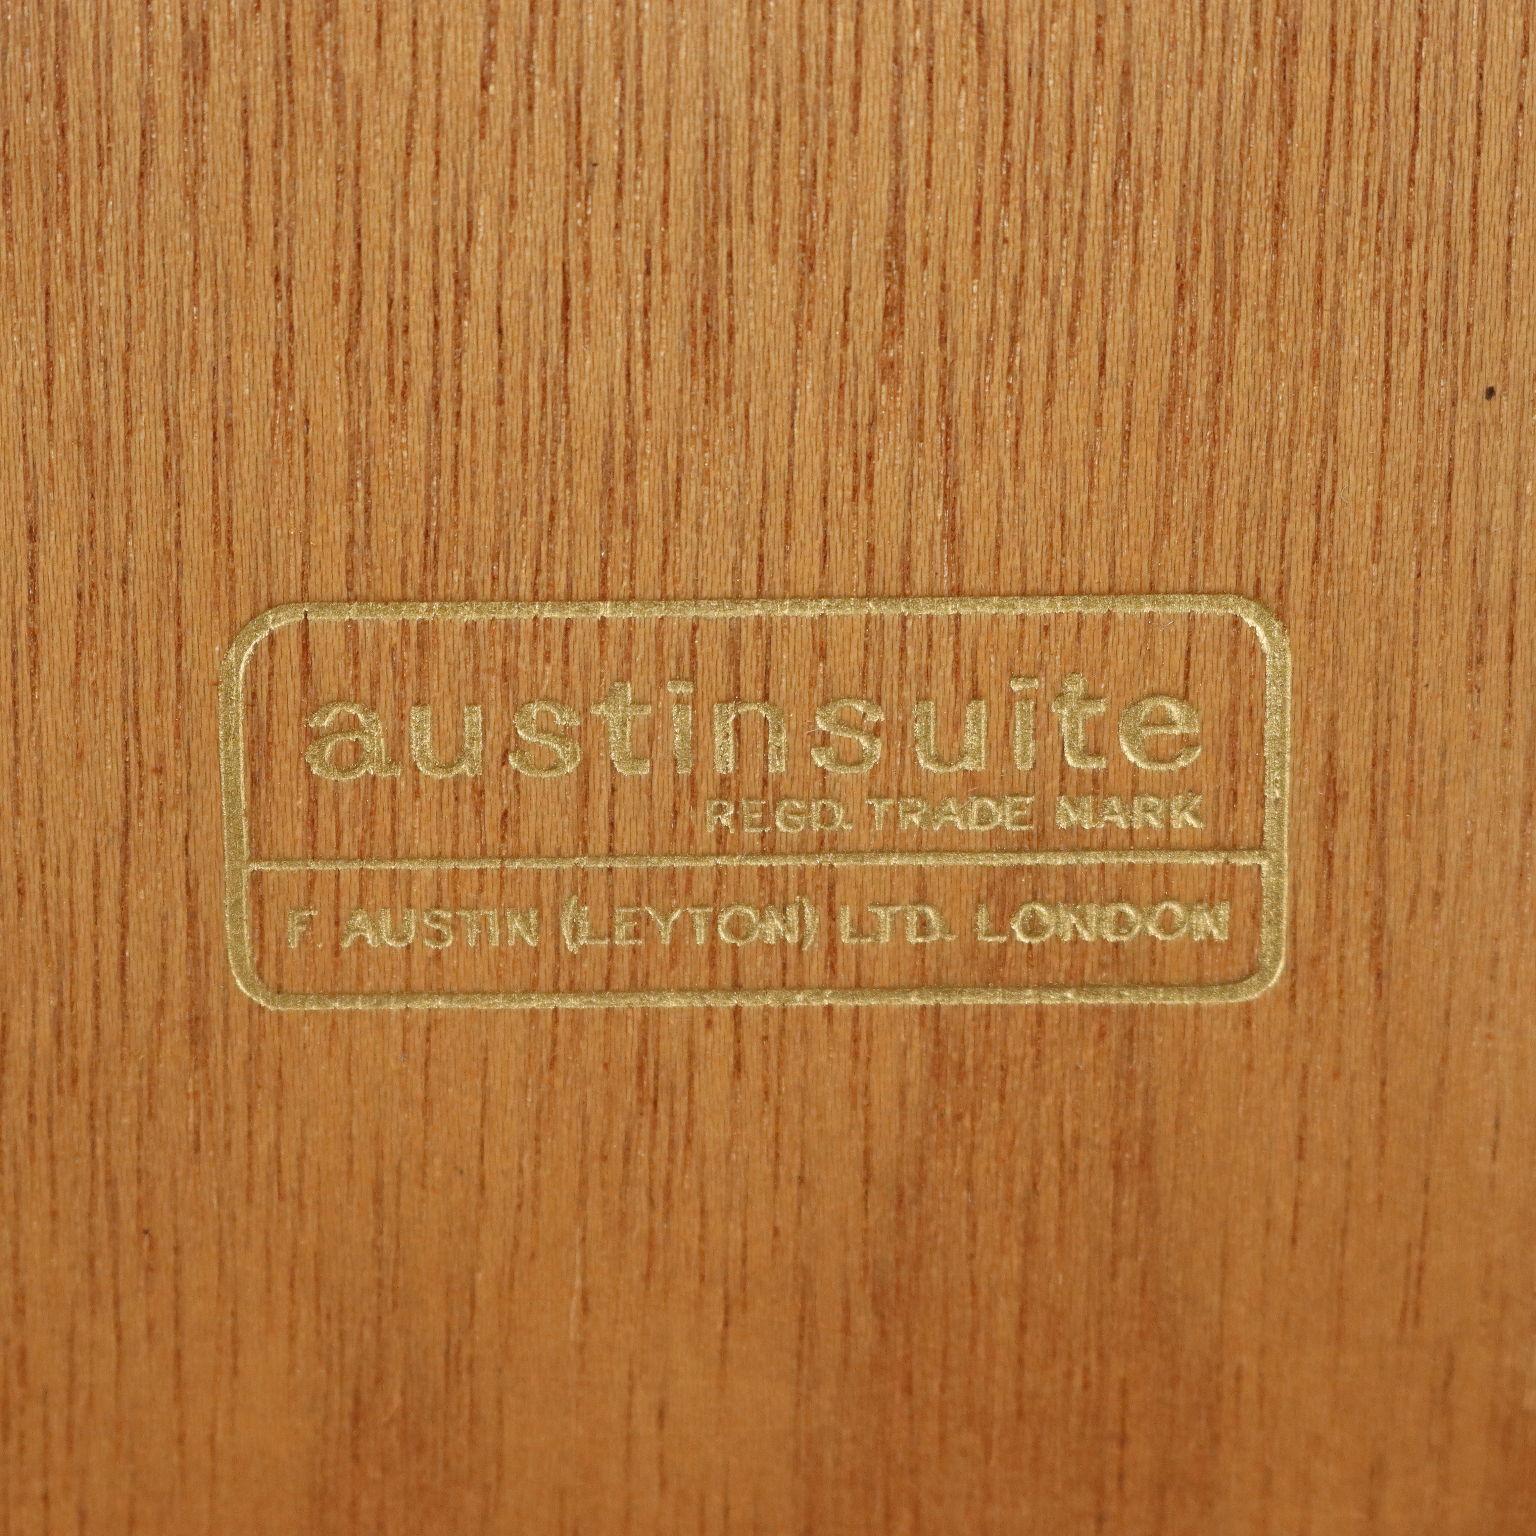 austinsuite
REGD. TRADE MARK
F. AUSTIN (LEYTON) LTD. LONDON